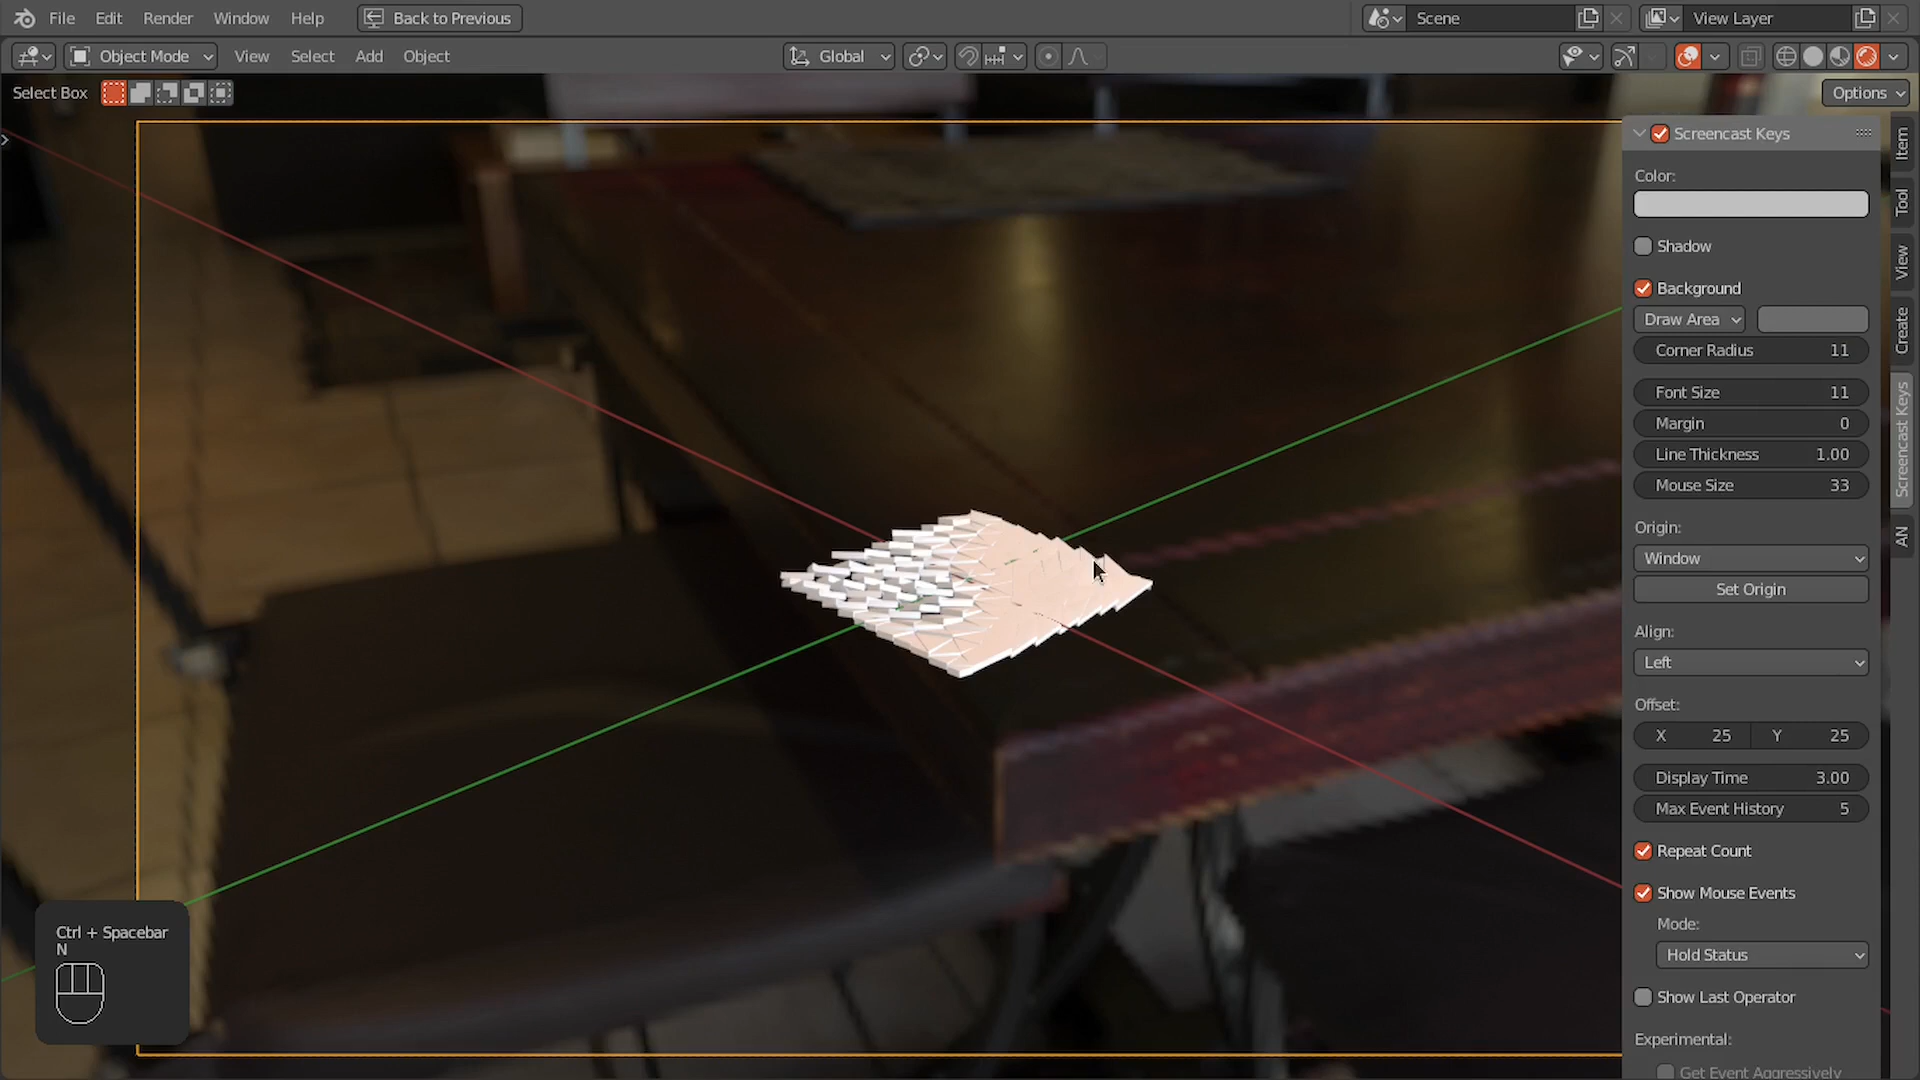 File Edit Render Window Help Back to Previous Scene View Layer
Object Mode View Select Add Object Global
Select Box Options
Screencast Keys
Color:
Shadow
Background
Draw Area
Corner Radius 11
Font Size 11
Margin 0
Line Thickness 1.00
Mouse Size 33
Origin:
Window
Set Origin
Align:
Left
Offset:
X 25 Y 25
Display Time 3.00
Max Event History 5
Repeat Count
Show Mouse Events
Mode:
Hold Status
Show Last Operator
Experimental:
Get Event Aggressively
Item
Tool
View
Create
Screencast Keys
AN
Ctrl + Spacebar
N